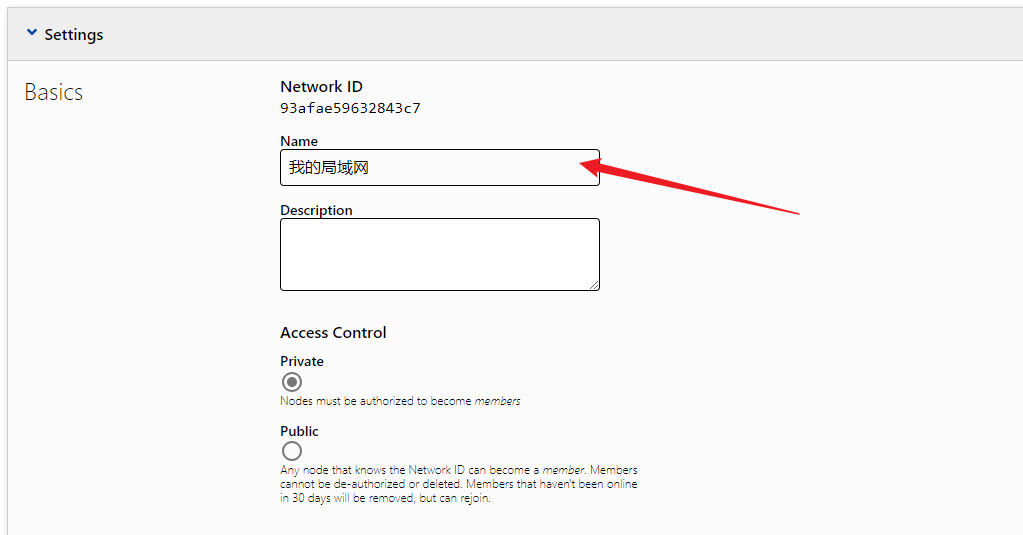 Settings
Basics
Network ID
93afae59632843c7
Name
我的局域网
Description
Access Control
Private
Nodes must be authorized to become members
Public
Any node that knows the Network ID can become a member. Members
cannot be de-authorized or deleted. Members that haven't been online
in 30 days will be removed, but can rejoin.